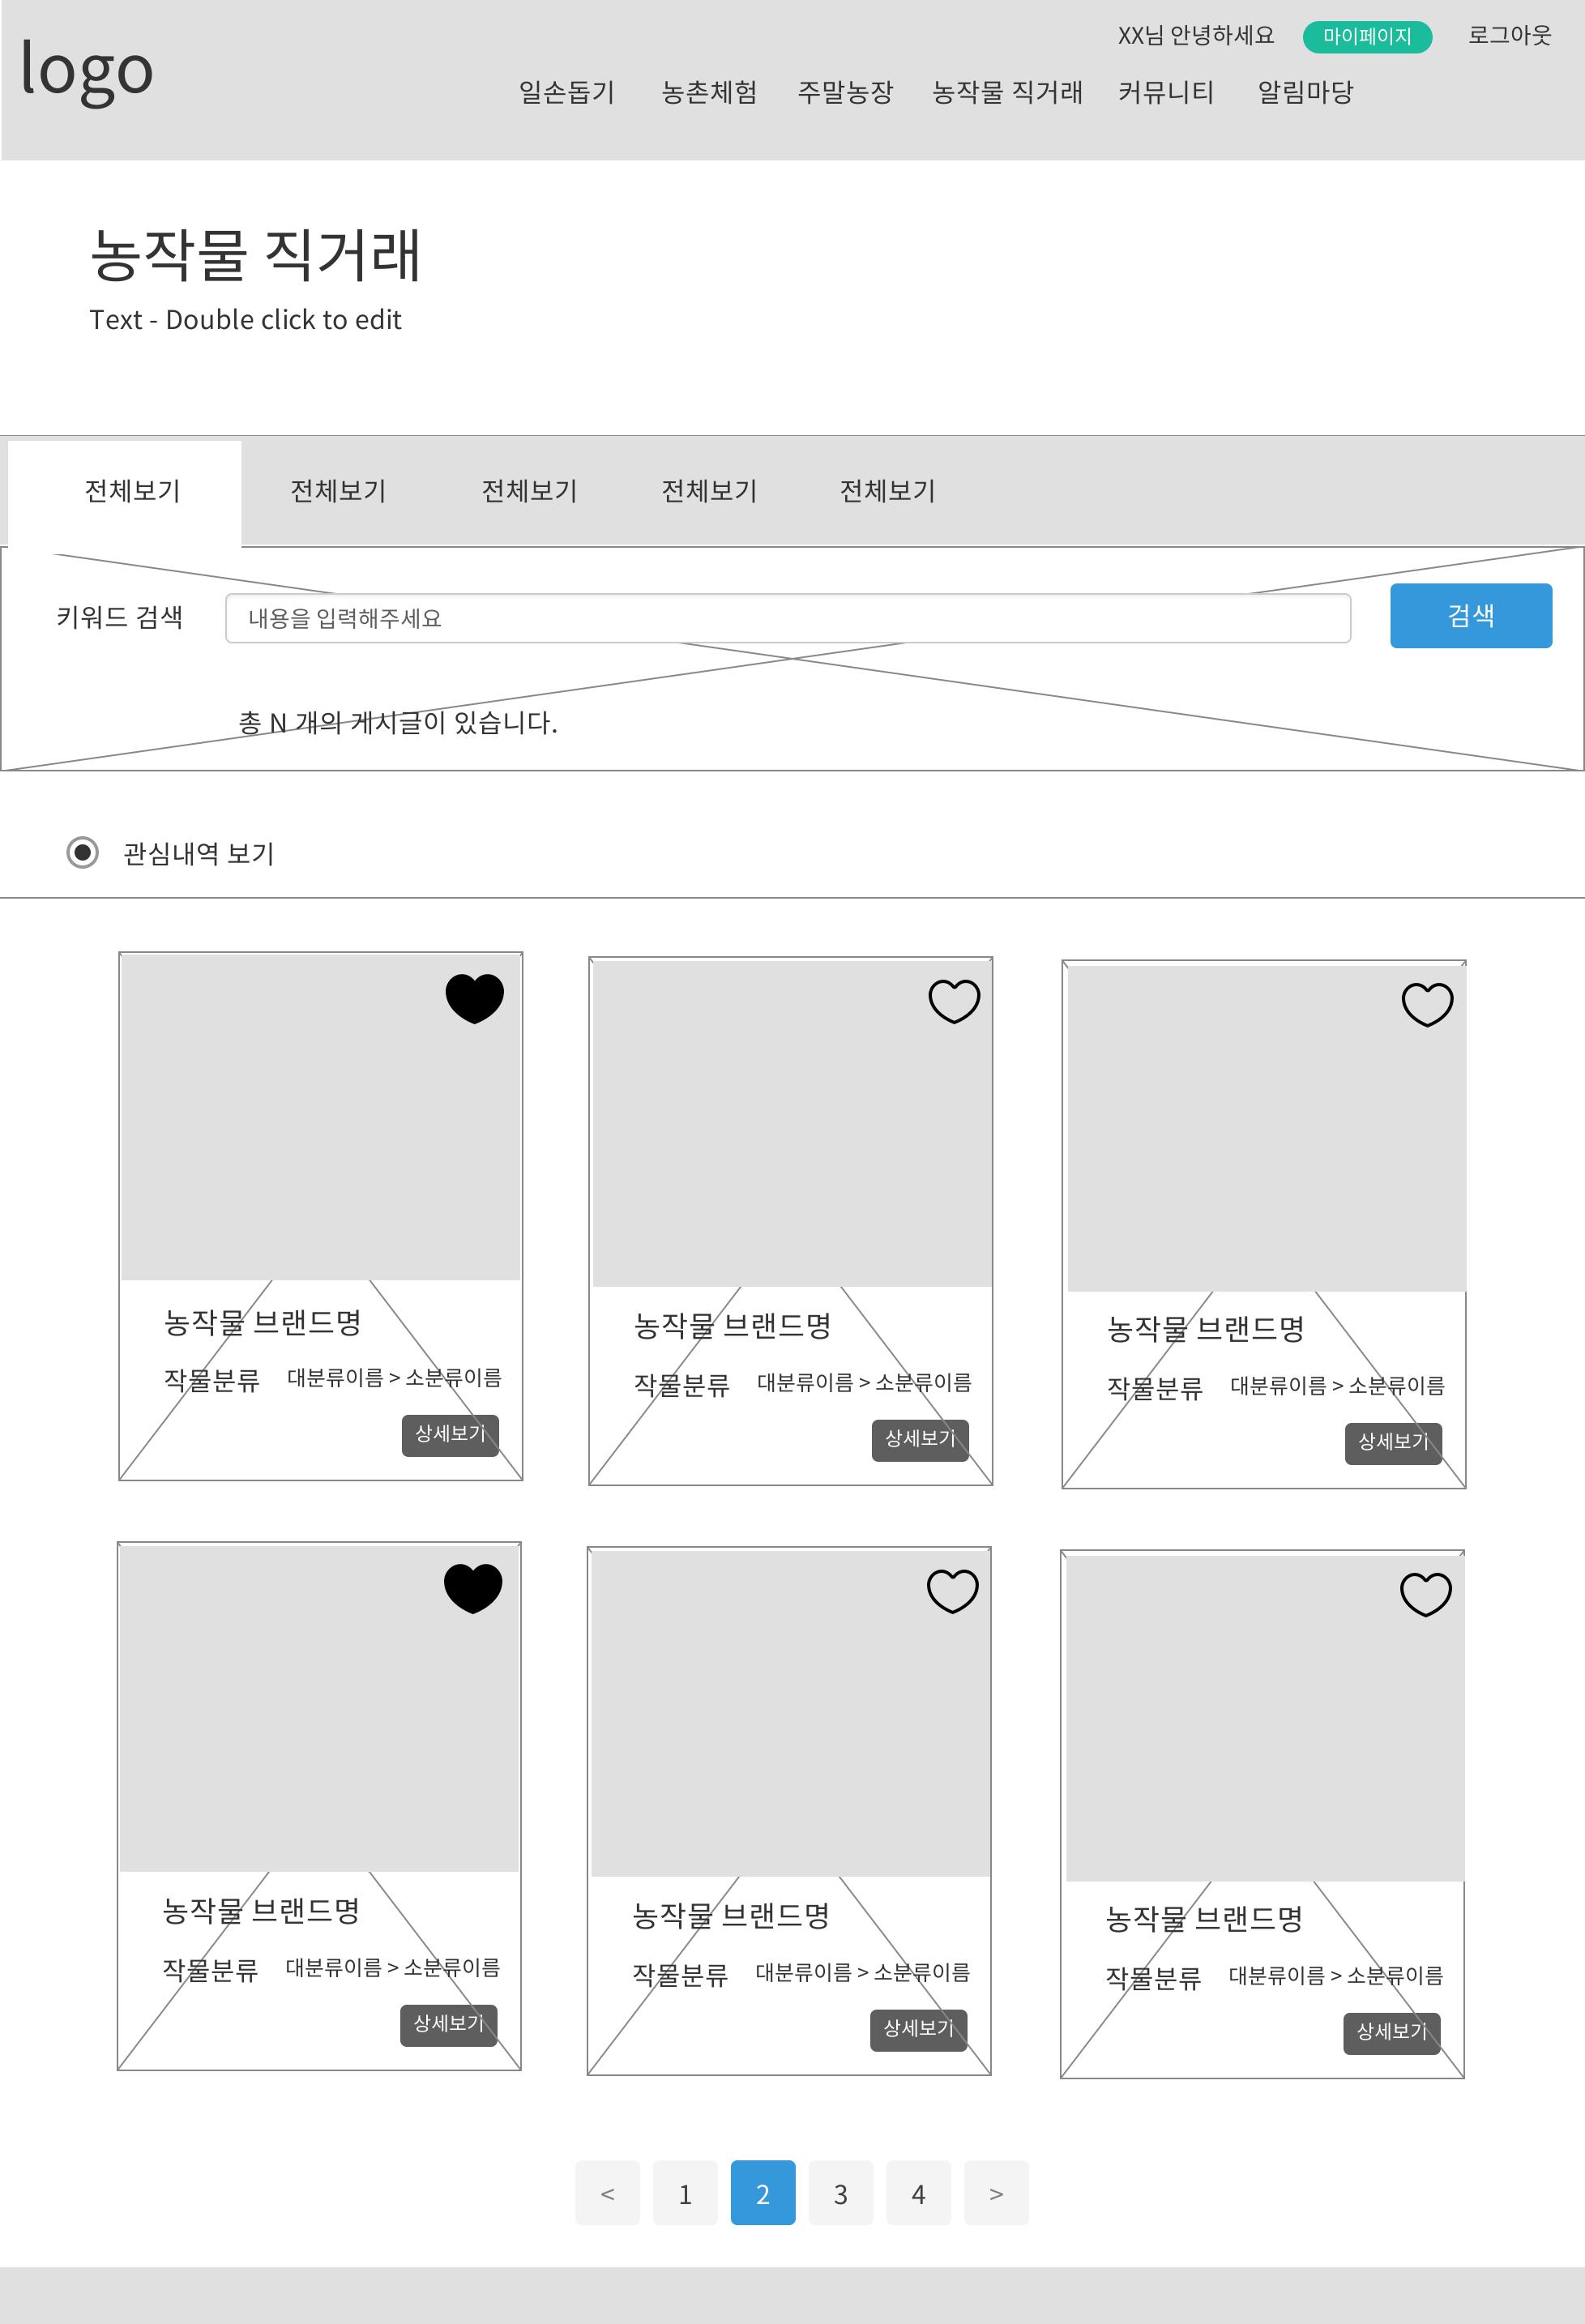 logo
XX님 안녕하세요 마이페이지 로그아웃
일손돕기 농촌체험 주말농장 농작물 직거래 커뮤니티 알림마당
농작물 직거래
Text - Double click to edit
전체보기 전체보기 전체보기 전체보기 전체보기
키워드 검색 내용을 입력해주세요 검색
총 N 개의 게시글이 있습니다.
관심내역 보기
농작물 브랜드명 농작물 브랜드명 농작물 브랜드명
작물분류 대분류이름 > 소분류이름 작물분류 대분류이름 > 소분류이름 작물분류 대분류이름 > 소분류이름
상세보기 상세보기 상세보기
농작물 브랜드명 농작물 브랜드명 농작물 브랜드명
작물분류 대분류이름 > 소분류이름 작물분류 대분류이름 > 소분류이름 작물분류 대분류이름 > 소분류이름
상세보기 상세보기 상세보기
< 1 2 3 4 >